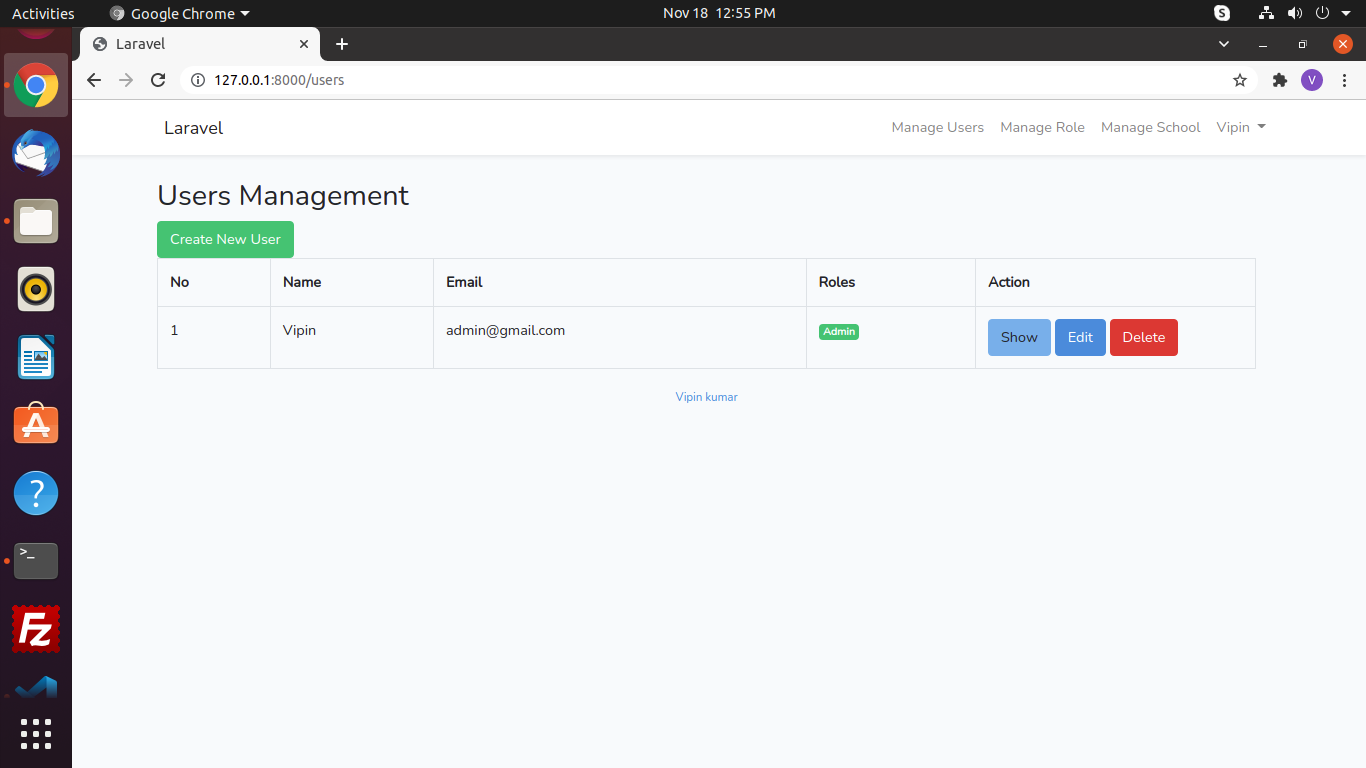 Activities Google Chrome Nov 18 12:55 PM S
Laravel
127.0.0.1:8000/users V
Laravel Manage Users Manage Role Manage School Vipin
Users Management
Create New User
No Name Email Roles Action
1 Vipin admin@gmail.com Admin Show Edit Delete
Vipin kumar
?
>_
Fz